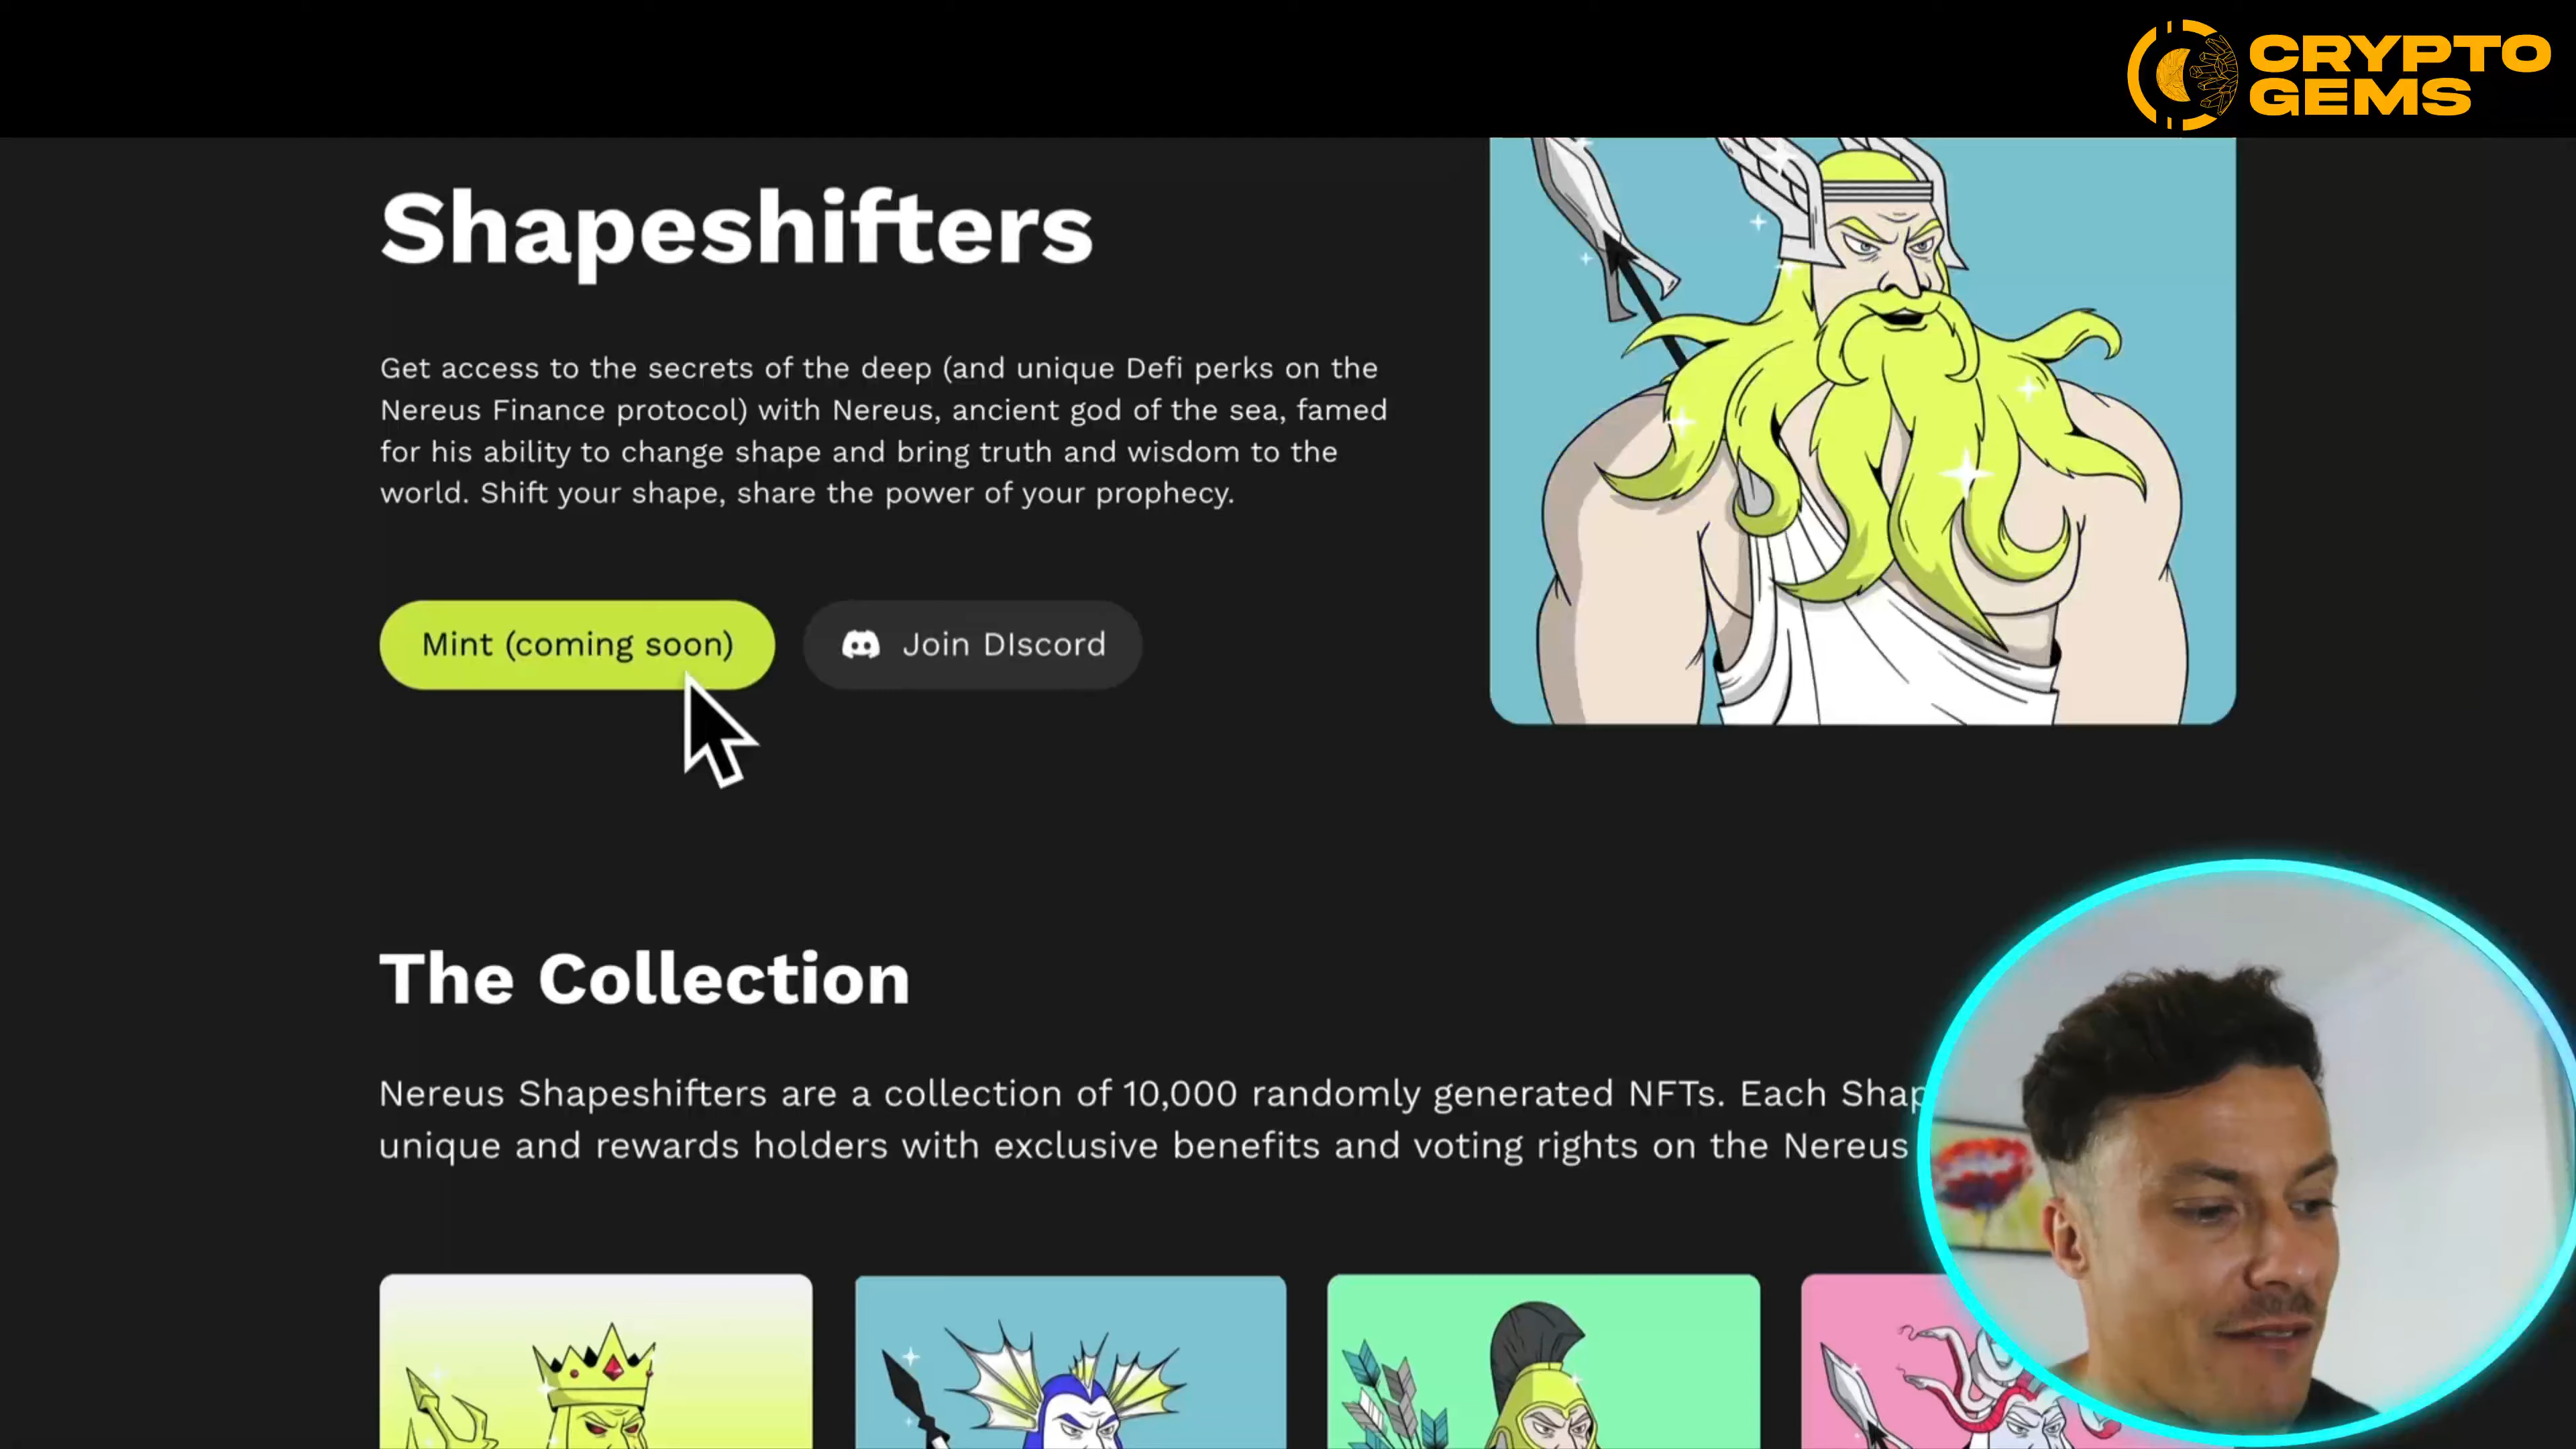 CRYPTO
GEMS
Shapeshifters
Get access to the secrets of the deep (and unique Defi perks on the
Nereus Finance protocol) with Nereus, ancient god of the sea, famed
for his ability to change shape and bring truth and wisdom to the
world. Shift your shape, share the power of your prophecy.
Mint (coming soon)
Join DIscord
The Collection
Nereus Shapeshifters are a collection of 10,000 randomly generated NFTs. Each
unique and rewards holders with exclusive benefits and voting rights on the Nereus